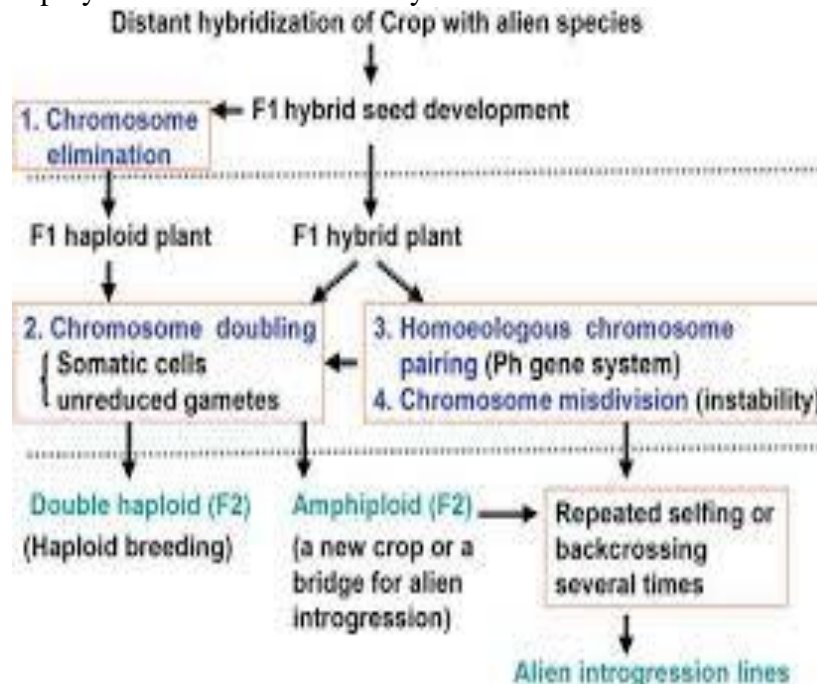 Distant hybridization of Crop with alien species
F1 hybrid seed development
1. Chromosome
elimination
F1 haploid plant
F1 hybrid plant
2. Chromosome doubling
Somatic cells
unreduced gametes
3. Homoeologous chromosome
pairing (Ph gene system)
4. Chromosome misdivision (instability)
Double haploid (F2)
(Haploid breeding)
Amphiploid (F2)
(a new crop or a
bridge for alien
introgression)
Repeated selfing or
backcrossing
several times
Alien introgression lines